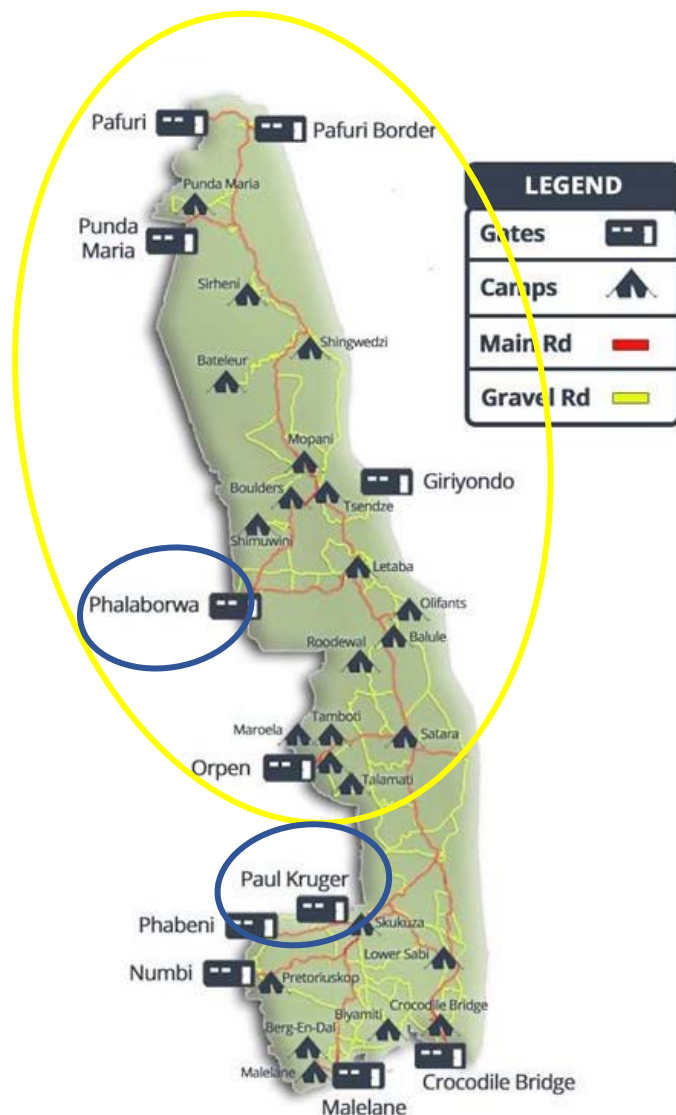 Pafuri
Pafuri Border
Punda Maria
Punda
Maria
LEGEND
Gates
Camps
Main Rd
Gravel Rd
Sirheni
Shingwedzi
Bateleur
Mopani
Boulders
Giriyondo
Tsendze
Shimuwini
Letaba
Phalaborwa
Olifants
Balule
Roodewal
Maroela
Tamboti
Satara
Orpen
Talamati
Paul Kruger
Phabeni
Skukuza
Lower Sabi
Numbi
Pretoriuskop
Biyamiti
Crocodile Bridge
Berg-En-Dal
Malelane
Crocodile Bridge
Malelane